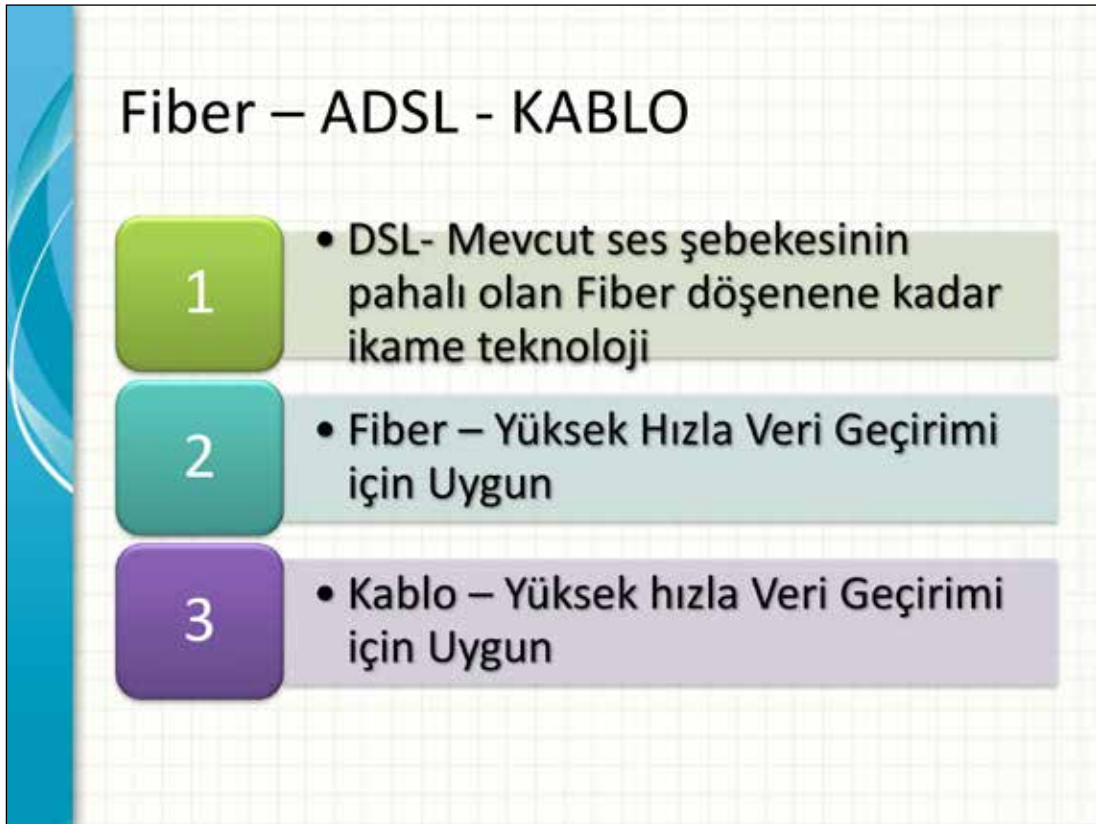 Fiber – ADSL - KABLO
1
• DSL- Mevcut ses şebekesinin
pahalı olan Fiber döşenene kadar
ikame teknoloji
2
• Fiber – Yüksek Hızla Veri Geçirimi
için Uygun
3
• Kablo – Yüksek hızla Veri Geçirimi
için Uygun